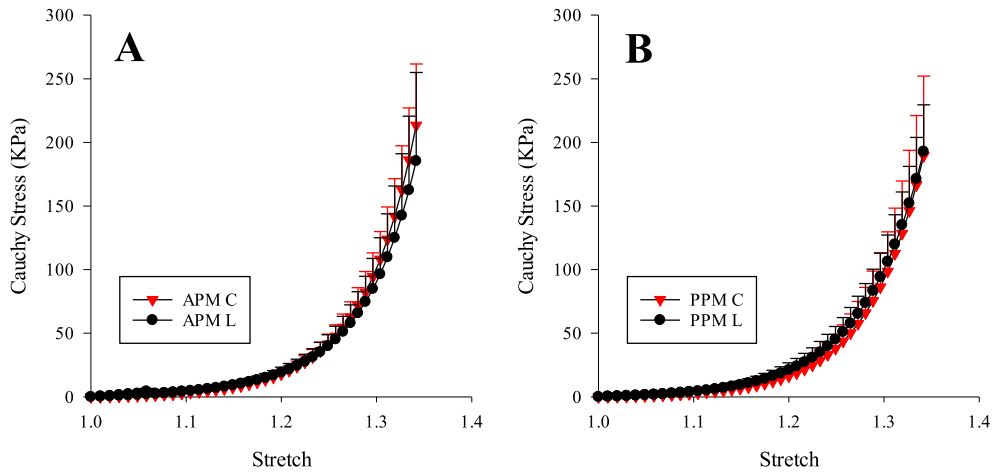 A
300
250
200
150
100
50
0
Cauchy Stress (KPa)
APM C
APM L
1.0 1.1 1.2 1.3 1.4
Stretch
B
300
250
200
150
100
50
0
Cauchy Stress (KPa)
PPM C
PPM L
1.0 1.1 1.2 1.3 1.4
Stretch